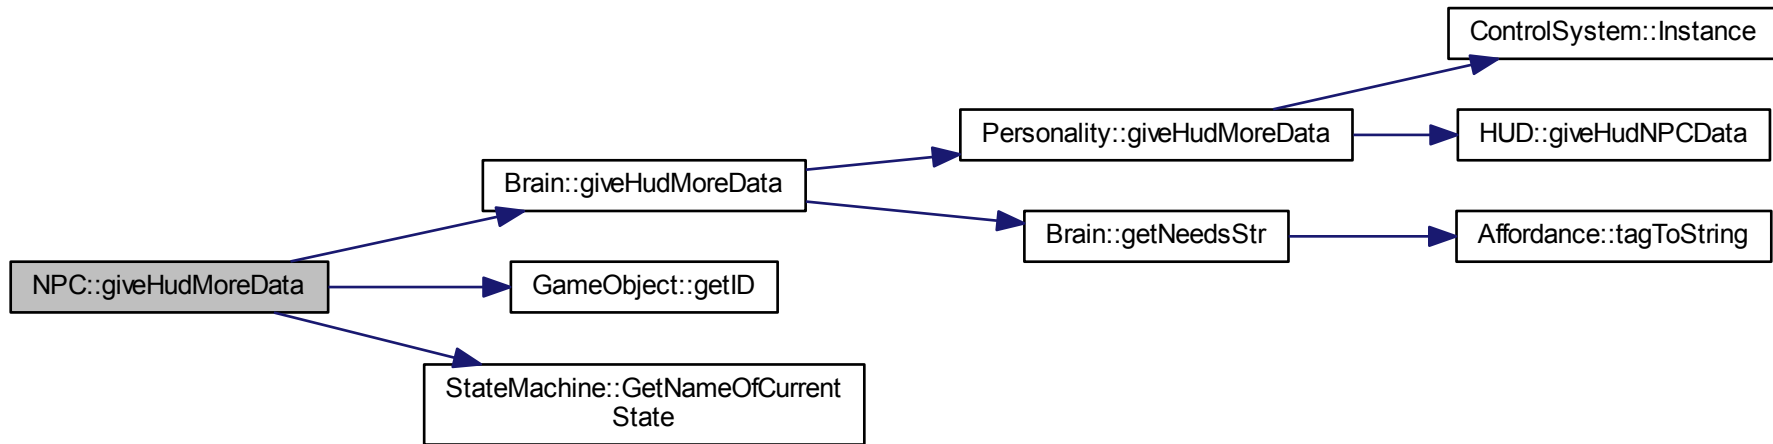 ControlSystem::Instance
Personality::giveHudMoreData
HUD::giveHudNPCData
Brain::giveHudMoreData
Brain::getNeedsStr
Affordance::tagToString
NPC::giveHudMoreData
GameObject::getID
StateMachine::GetNameOfCurrent
State